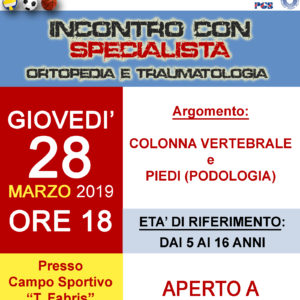 PGS
INCONTRO CON
SPECIALISTA
ORTOPEDIA E TRAUMATOLOGIA
GIOVEDI’
28
MARZO 2019
ORE 18
Argomento:
COLONNA VERTEBRALE
e
PIEDI (PODOLOGIA)
ETA’ DI RIFERIMENTO:
DAI 5 AI 16 ANNI
Presso
Campo Sportivo
“T. Fabris”
APERTO A